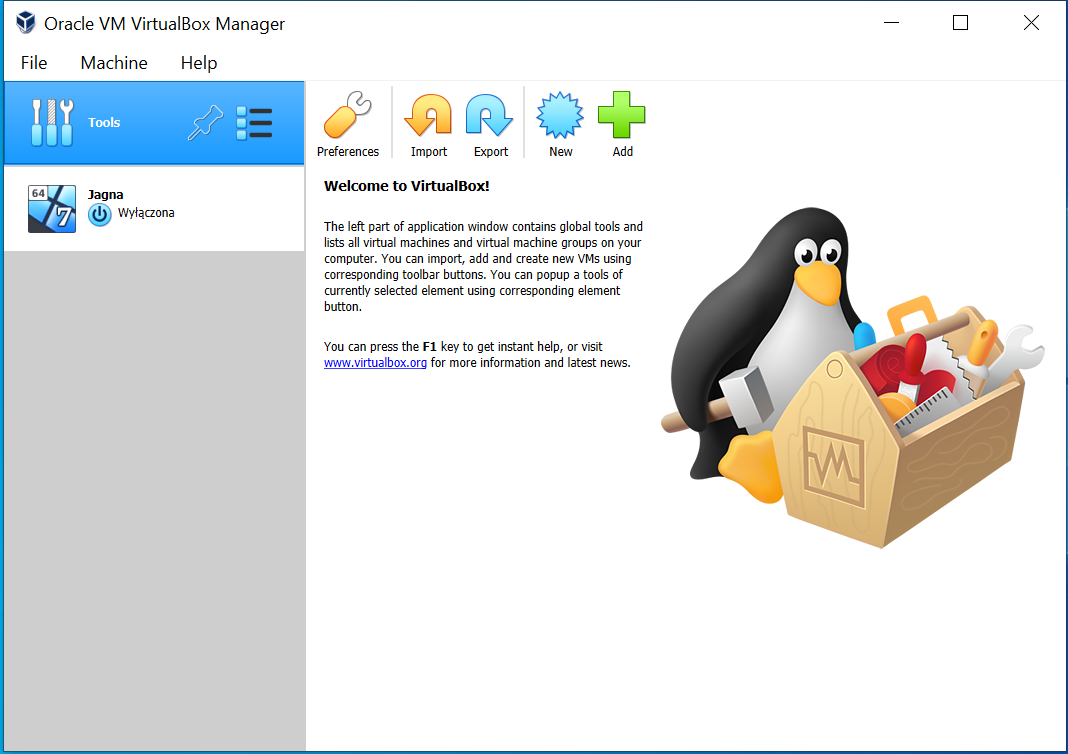 Oracle VM VirtualBox Manager
File Machine Help
Tools
Preferences Import Export New Add
64
7
Jagna
Wyłączona
Welcome to VirtualBox!
The left part of application window contains global tools and
lists all virtual machines and virtual machine groups on your
computer. You can import, add and create new VMs using
corresponding toolbar buttons. You can popup a tools of
currently selected element using corresponding element
button.
You can press the F1 key to get instant help, or visit
www.virtualbox.org for more information and latest news.